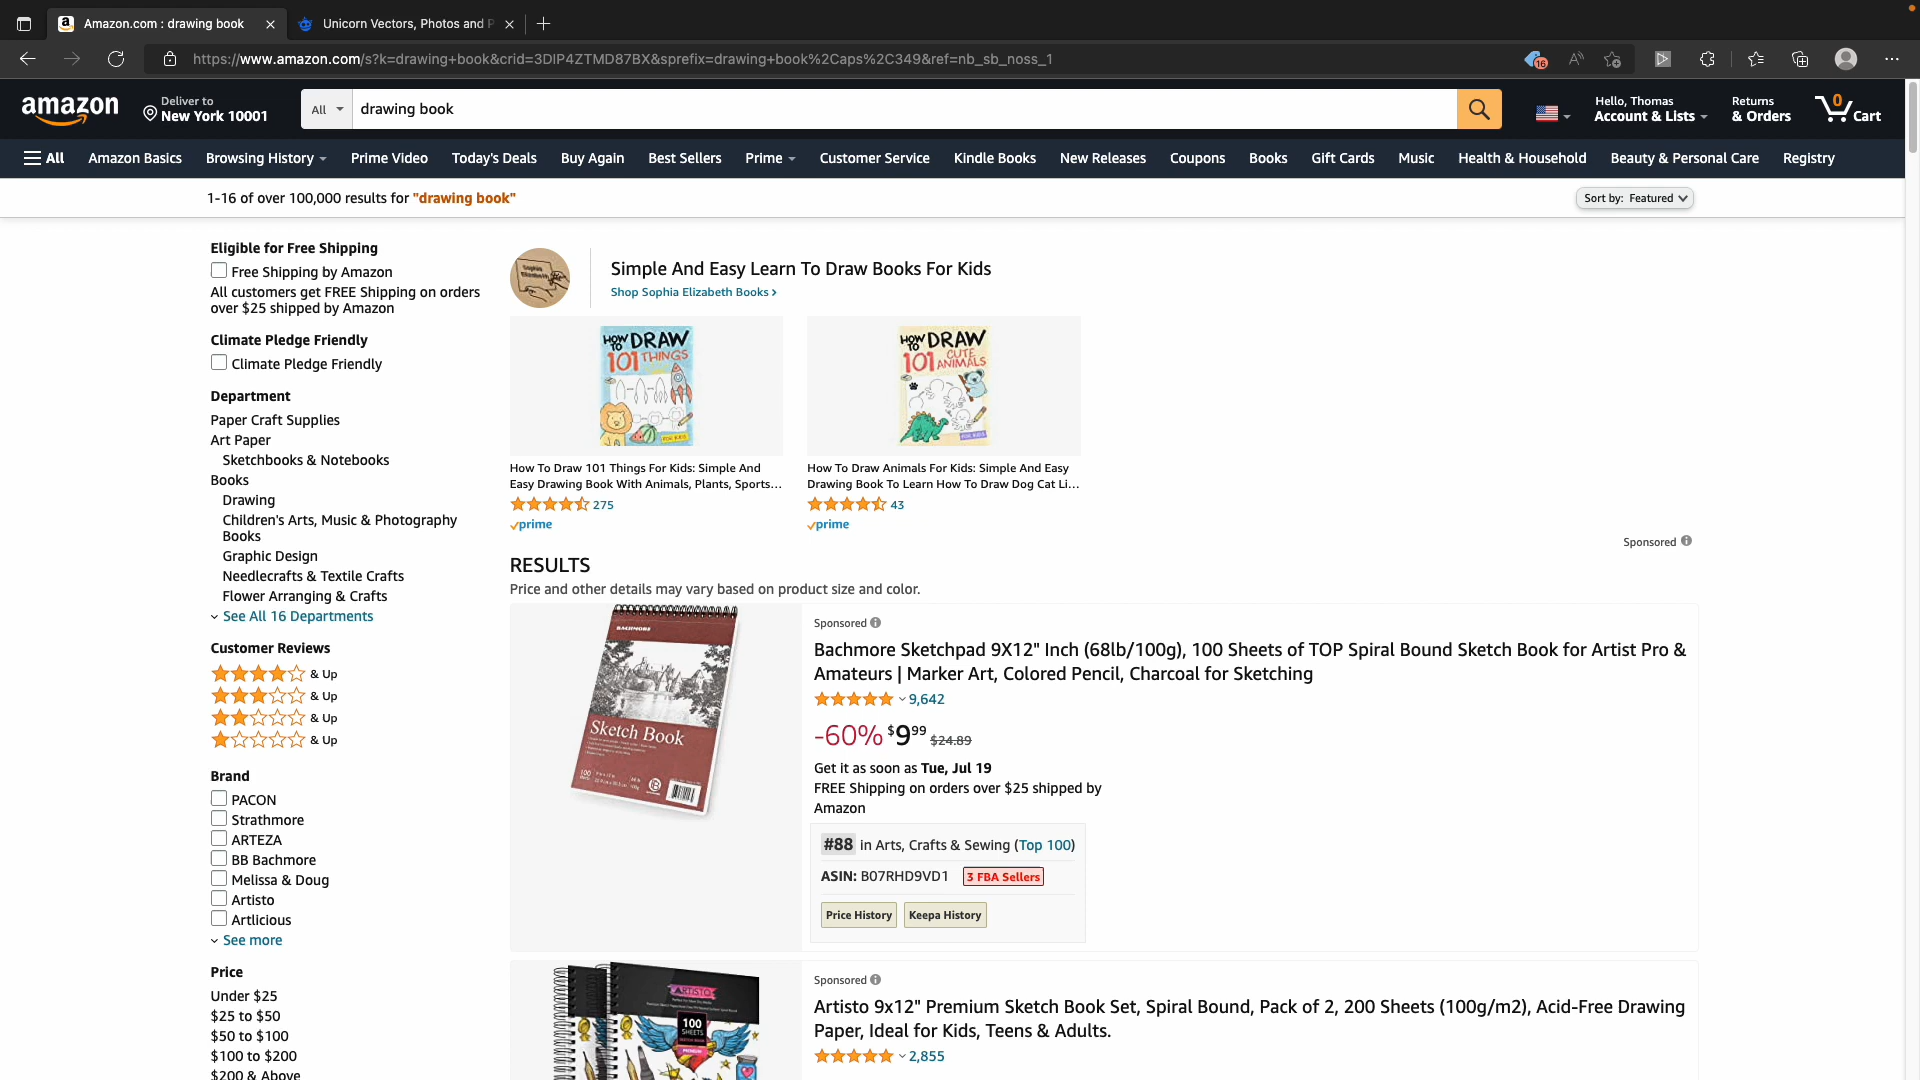 Amazon.com : drawing book
Unicorn Vectors, Photos and P
https://www.amazon.com/s?k=drawing+book&crid=3DIP4ZTMD87BX&sprefix=drawing+book%2Caps%2C349&ref=nb_sb_noss_1
16
amazon
Deliver to
New York 10001
All
drawing book
Hello, Thomas
Account & Lists
Returns
& Orders
0
Cart
All
Amazon Basics
Browsing History
Prime Video
Today's Deals
Buy Again
Best Sellers
Prime
Customer Service
Kindle Books
New Releases
Coupons
Books
Gift Cards
Music
Health & Household
Beauty & Personal Care
Registry
1-16 of over 100,000 results for "drawing book"
Sort by: Featured
Eligible for Free Shipping
Free Shipping by Amazon
All customers get FREE Shipping on orders
over $25 shipped by Amazon
Climate Pledge Friendly
Climate Pledge Friendly
Department
Paper Craft Supplies
Art Paper
Sketchbooks & Notebooks
Books
Drawing
Children's Arts, Music & Photography
Books
Graphic Design
Needlecrafts & Textile Crafts
Flower Arranging & Crafts
See All 16 Departments
Customer Reviews
& Up
& Up
& Up
& Up
Brand
PACON
Strathmore
ARTEZA
BB Bachmore
Melissa & Doug
Artisto
Artlicious
See more
Price
Under $25
$25 to $50
$50 to $100
$100 to $200
$200 & Above
Sophia
Elizabeth
Simple And Easy Learn To Draw Books For Kids
Shop Sophia Elizabeth Books ›
HOW TO DRAW
101 THINGS
FOR KIDS
How To Draw 101 Things For Kids: Simple And
Easy Drawing Book With Animals, Plants, Sports...
275
prime
HOW TO DRAW
101 CUTE
ANIMALS
FOR KIDS
How To Draw Animals For Kids: Simple And Easy
Drawing Book To Learn How To Draw Dog Cat Li...
43
prime
Sponsored
RESULTS
Price and other details may vary based on product size and color.
BACHMORE
Sketch Book
100
Sponsored
Bachmore Sketchpad 9X12" Inch (68lb/100g), 100 Sheets of TOP Spiral Bound Sketch Book for Artist Pro &
Amateurs | Marker Art, Colored Pencil, Charcoal for Sketching
9,642
-60% $9.99 $24.89
Get it as soon as Tue, Jul 19
FREE Shipping on orders over $25 shipped by
Amazon
#88 in Arts, Crafts & Sewing (Top 100)
ASIN: B07RHD9VD1 3 FBA Sellers
Price History
Keepa History
ARTISTO
100
SHEETS
PREMIUM
Sponsored
Artisto 9x12" Premium Sketch Book Set, Spiral Bound, Pack of 2, 200 Sheets (100g/m2), Acid-Free Drawing
Paper, Ideal for Kids, Teens & Adults.
2,855